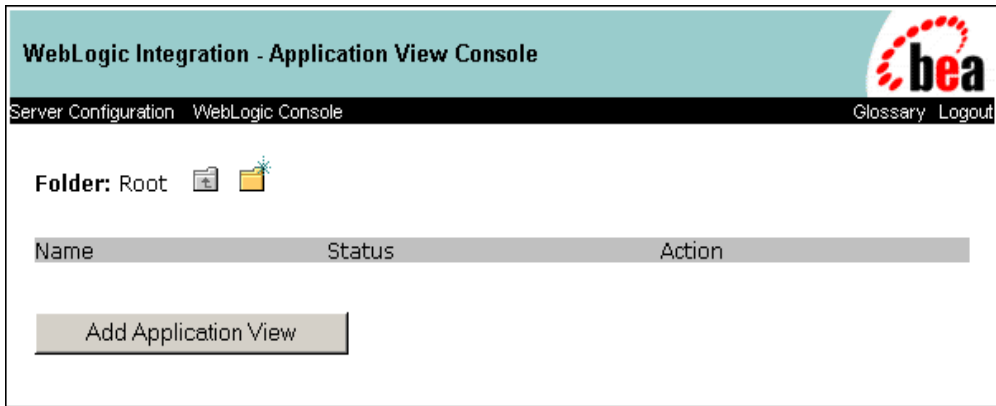 WebLogic Integration - Application View Console
bea
Server Configuration WebLogic Console Glossary Logout
Folder: Root
Name Status Action
Add Application View